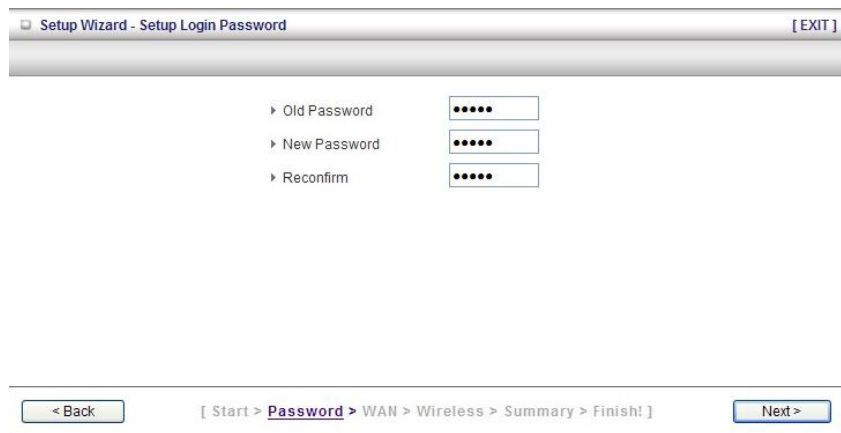 Setup Wizard - Setup Login Password [ EXIT ]
Old Password •••••
New Password •••••
Reconfirm •••••
< Back [ Start > Password > WAN > Wireless > Summary > Finish! ] Next >